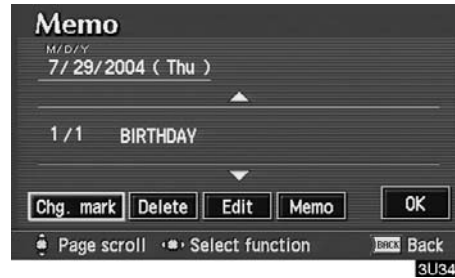 Memo
M/D/Y
7/29/2004 ( Thu )
1/1 BIRTHDAY
Chg. mark Delete Edit Memo OK
Page scroll Select function BACK Back
3U34